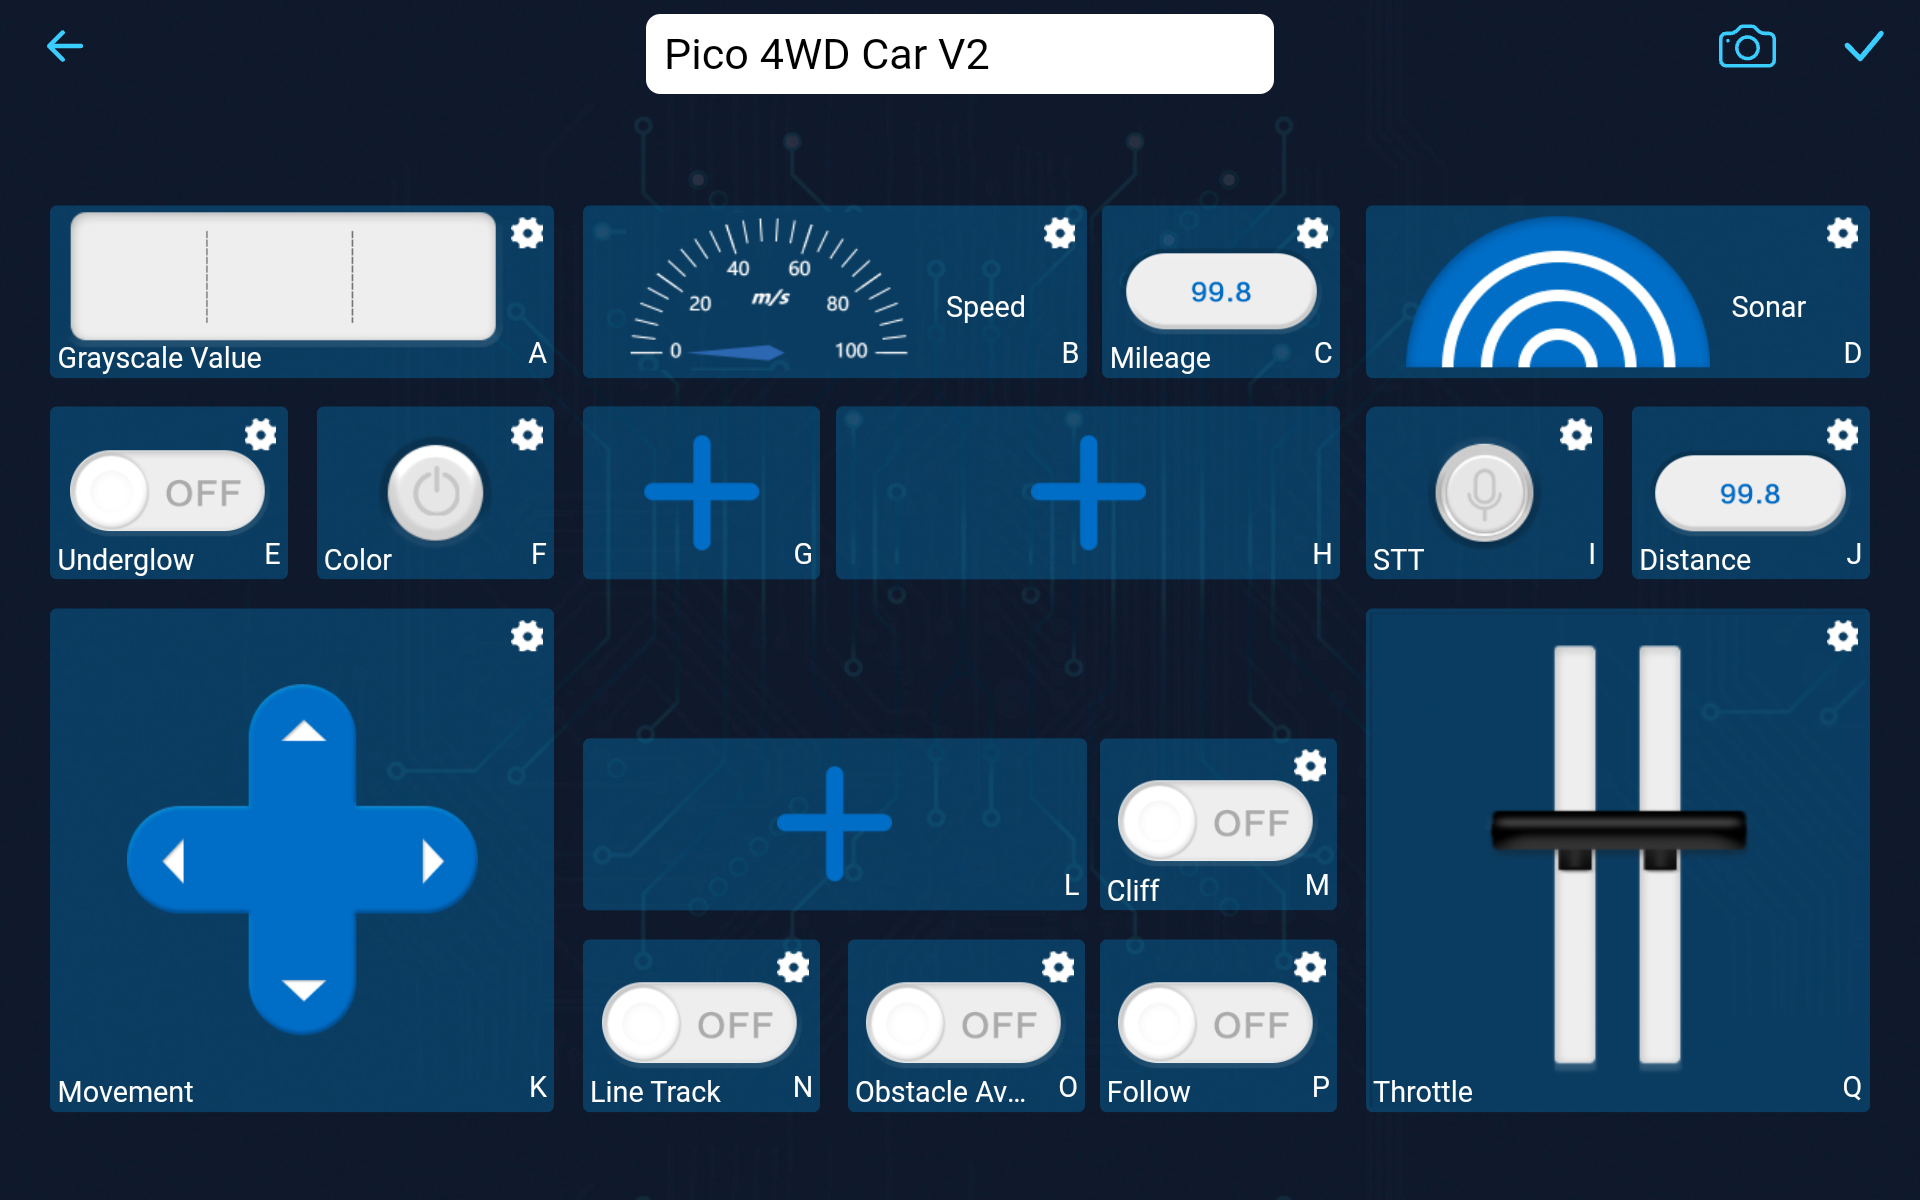 Pico 4WD Car V2
Grayscale Value
A
0
20
40
60
80
100
m/s
Speed
B
99.8
Mileage
C
Sonar
D
OFF
Underglow
E
Color
F
G
H
STT
I
99.8
Distance
J
Movement
K
L
OFF
Cliff
M
OFF
Line Track
N
OFF
Obstacle Av...
O
OFF
Follow
P
Throttle
Q